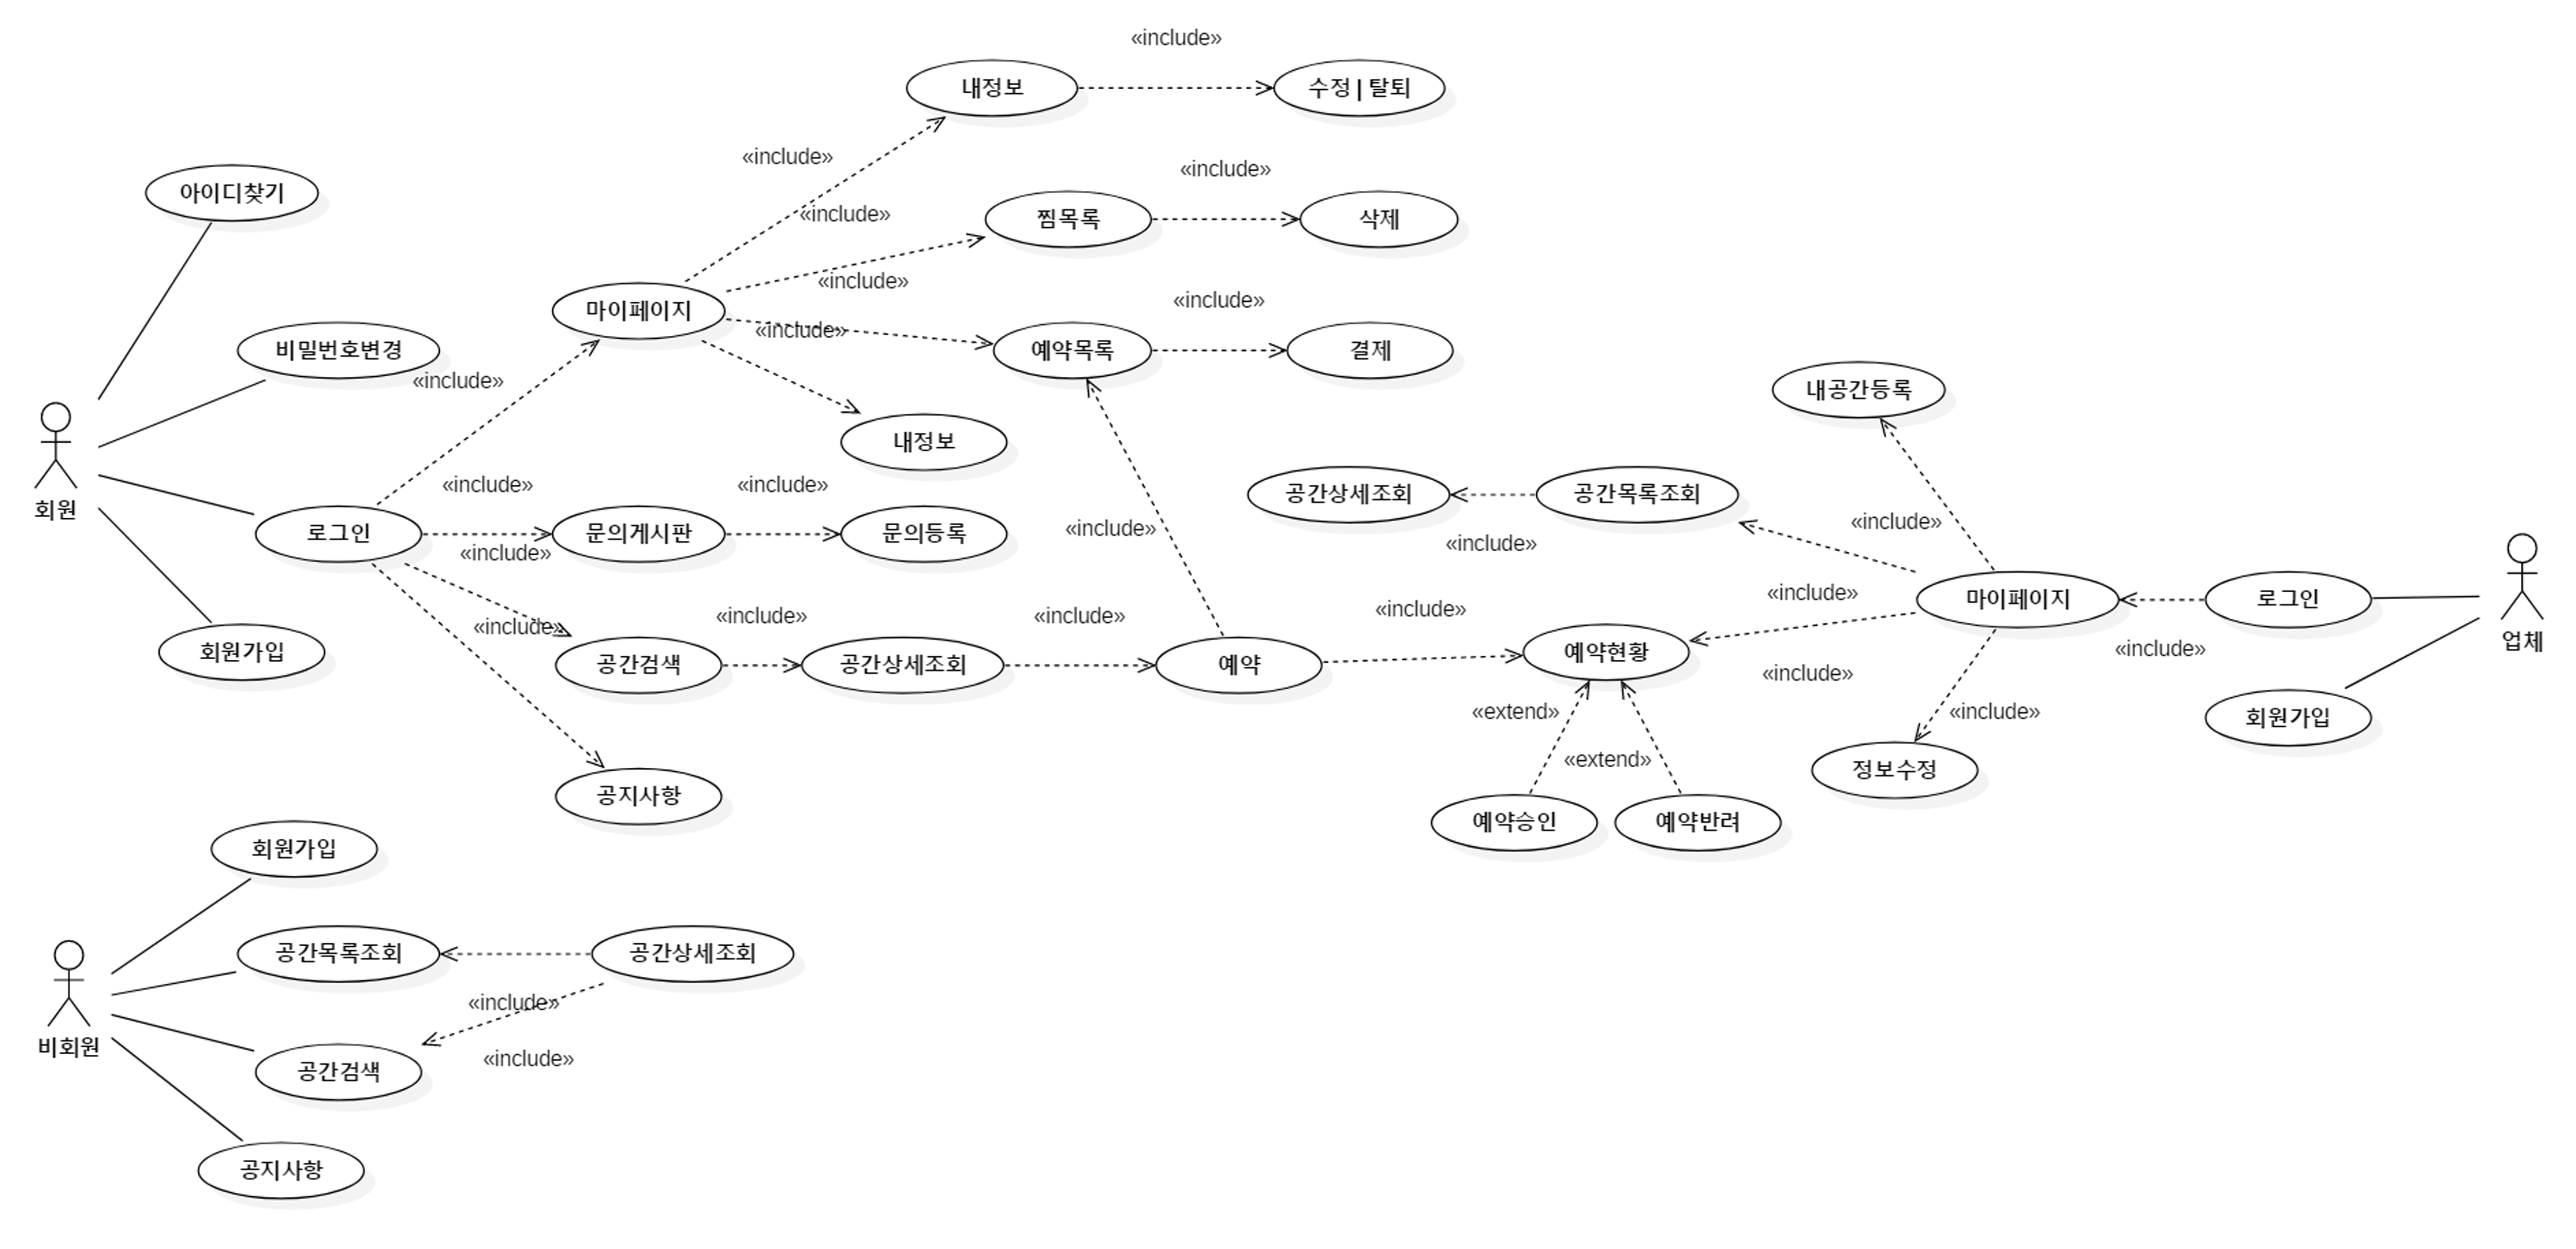 «include»
내정보
수정 | 탈퇴
«include»
«include»
아이디찾기
«include»
찜목록
삭제
«include»
«include»
마이페이지
«include»
비밀번호변경
예약목록
결제
«include»
내공간등록
회원
내정보
«include»
«include»
공간상세조회
공간목록조회
로그인
문의게시판
문의등록
«include»
«include»
«include»
«include»
«include»
«include»
«include»
«include»
«include»
마이페이지
로그인
업체
회원가입
공간검색
공간상세조회
예약
예약현황
«include»
«include»
«extend»
«include»
회원가입
«extend»
정보수정
공지사항
예약승인
예약반려
회원가입
공간목록조회
공간상세조회
«include»
비회원
«include»
공간검색
공지사항